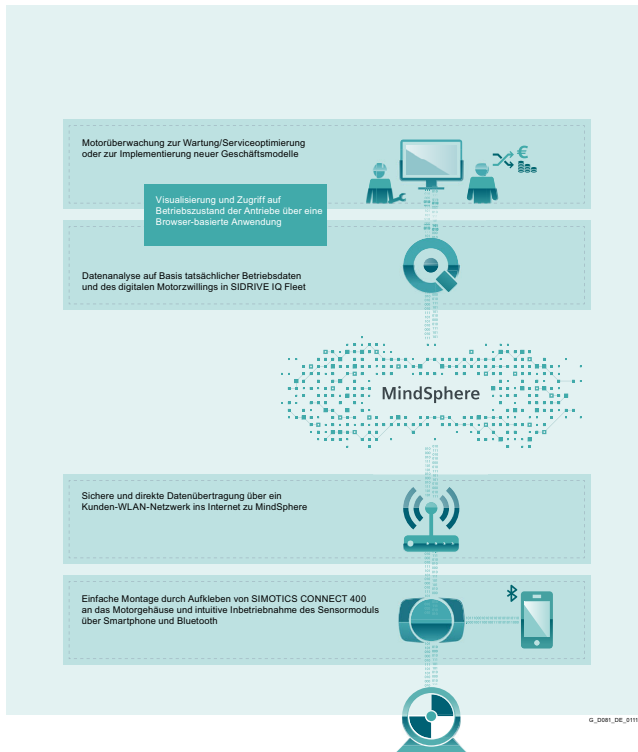 Motorüberwachung zur Wartung/Serviceoptimierung
oder zur Implementierung neuer Geschäftsmodelle
€
Visualisierung und Zugriff auf
Betriebszustand der Antriebe über eine
Browser-basierte Anwendung
Datenanalyse auf Basis tatsächlicher Betriebsdaten
und des digitalen Motorzwillings in SIDRIVE IQ Fleet
MindSphere
Sichere und direkte Datenübertragung über ein
Kunden-WLAN-Netzwerk ins Internet zu MindSphere
Einfache Montage durch Aufkleben von SIMOTICS CONNECT 400
an das Motorgehäuse und intuitive Inbetriebnahme des Sensormoduls
über Smartphone und Bluetooth
G_D081_DE_0111